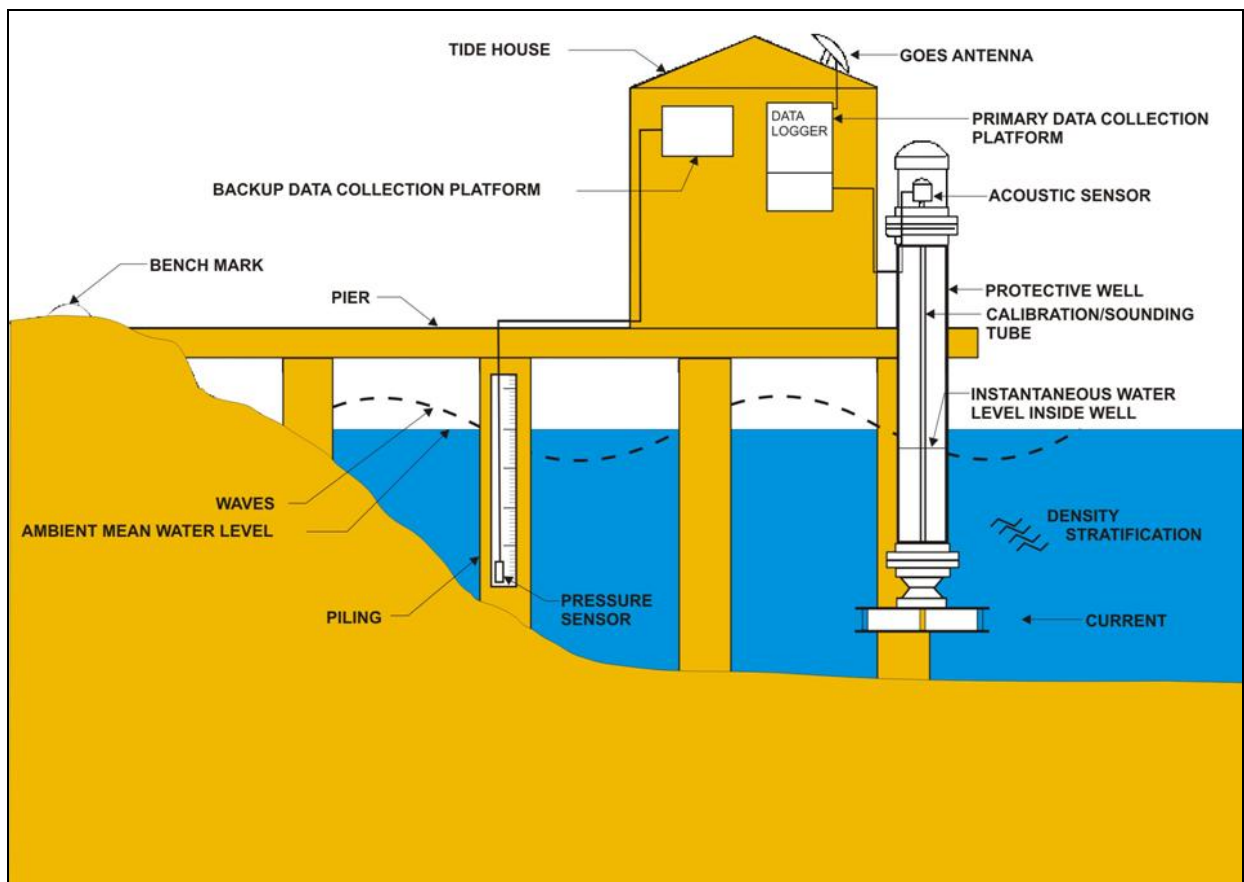 TIDE HOUSE
GOES ANTENNA
DATA
LOGGER
PRIMARY DATA COLLECTION
PLATFORM
BACKUP DATA COLLECTION PLATFORM
ACOUSTIC SENSOR
BENCH MARK
PIER
PROTECTIVE WELL
CALIBRATION/SOUNDING
TUBE
INSTANTANEOUS WATER
LEVEL INSIDE WELL
WAVES
AMBIENT MEAN WATER LEVEL
DENSITY
STRATIFICATION
PILING
PRESSURE
SENSOR
CURRENT